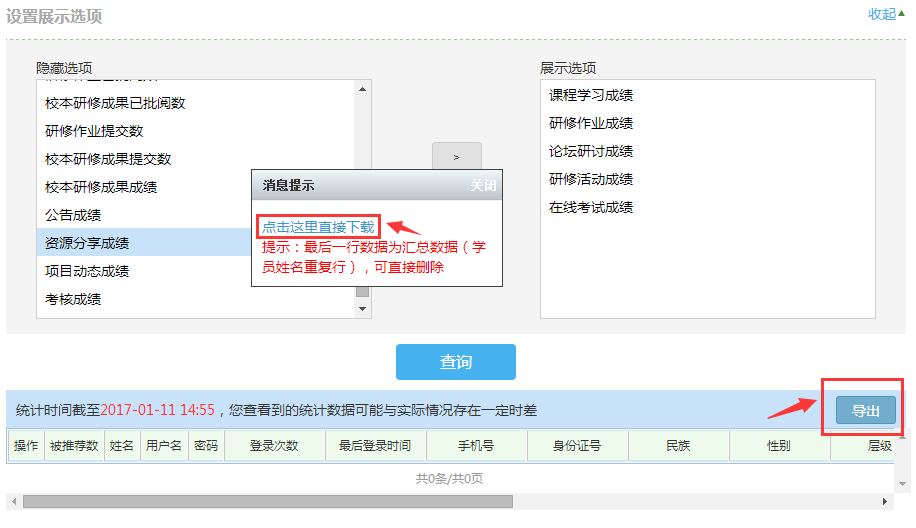 设置展示选项
收起
隐藏选项
展示选项
校本研修成果已批阅数
研修作业提交数
校本研修成果提交数
校本研修成果成绩
公告成绩
资源分享成绩
项目动态成绩
考核成绩
>
课程学习成绩
研修作业成绩
论坛研讨成绩
研修活动成绩
在线考试成绩
消息提示 关闭
点击这里直接下载
提示：最后一行数据为汇总数据（学
员姓名重复行），可直接删除
查询
统计时间截至2017-01-11 14:55，您查看到的统计数据可能与实际情况存在一定时差
导出
操作 被推荐数 姓名 用户名 密码 登录次数 最后登录时间 手机号 身份证号 民族 性别 层级
共0条/共0页